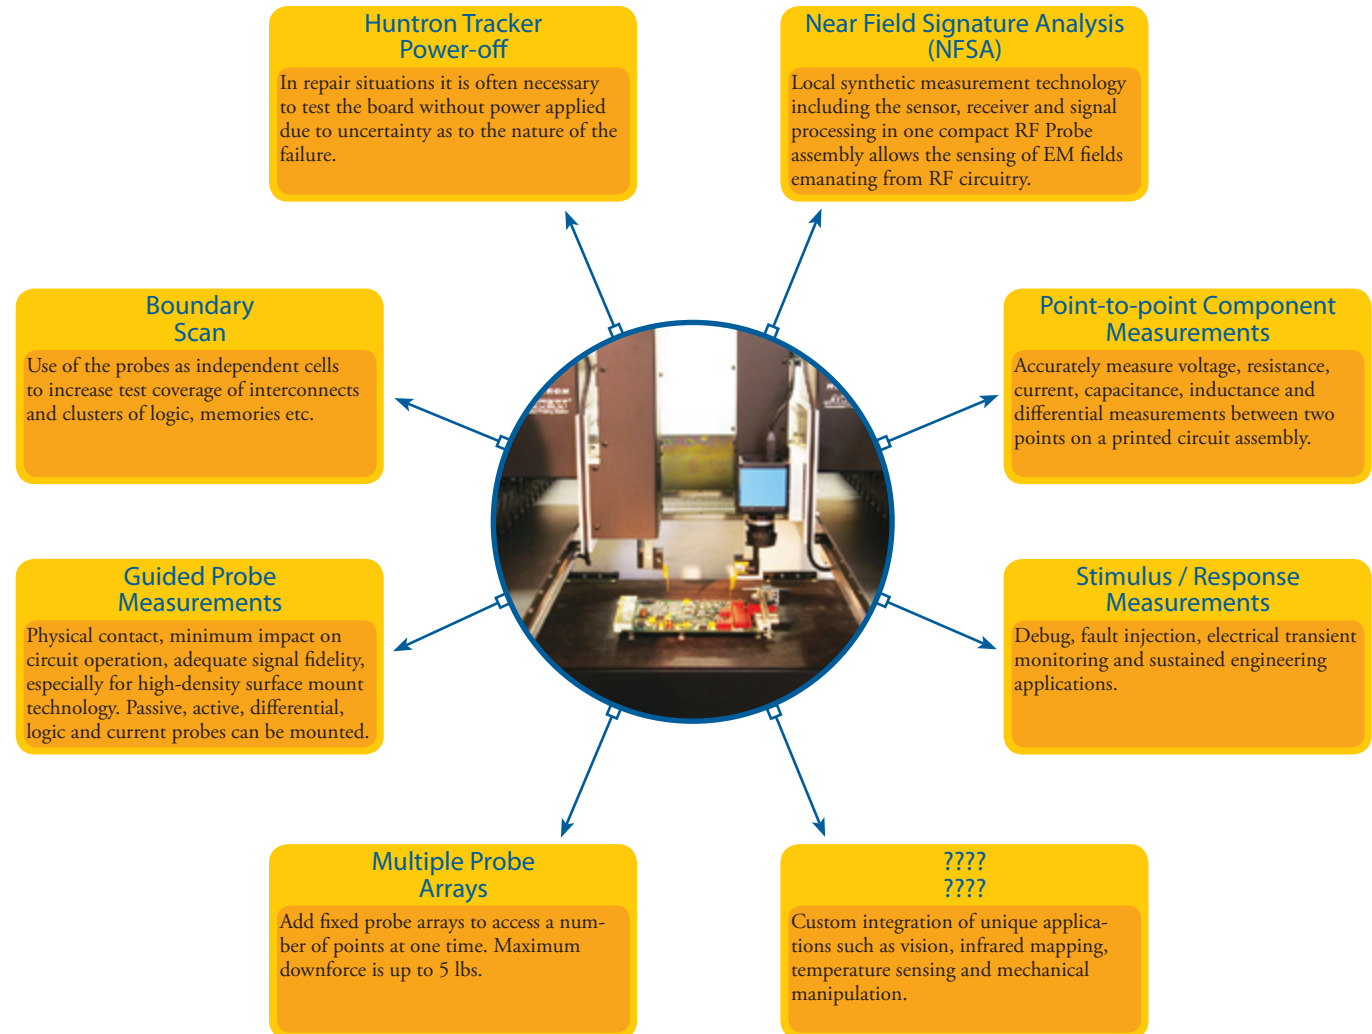 Huntron Tracker
Power-off
In repair situations it is often necessary
to test the board without power applied
due to uncertainty as to the nature of the
failure.
Near Field Signature Analysis
(NFSA)
Local synthetic measurement technology
including the sensor, receiver and signal
processing in one compact RF Probe
assembly allows the sensing of EM fields
emanating from RF circuitry.
Boundary
Scan
Use of the probes as independent cells
to increase test coverage of interconnects
and clusters of logic, memories etc.
Point-to-point Component
Measurements
Accurately measure voltage, resistance,
current, capacitance, inductance and
differential measurements between two
points on a printed circuit assembly.
Guided Probe
Measurements
Physical contact, minimum impact on
circuit operation, adequate signal fidelity,
especially for high-density surface mount
technology. Passive, active, differential,
logic and current probes can be mounted.
Stimulus / Response
Measurements
Debug, fault injection, electrical transient
monitoring and sustained engineering
applications.
Multiple Probe
Arrays
Add fixed probe arrays to access a num-
ber of points at one time. Maximum
downforce is up to 5 lbs.
????
????
Custom integration of unique applica-
tions such as vision, infrared mapping,
temperature sensing and mechanical
manipulation.